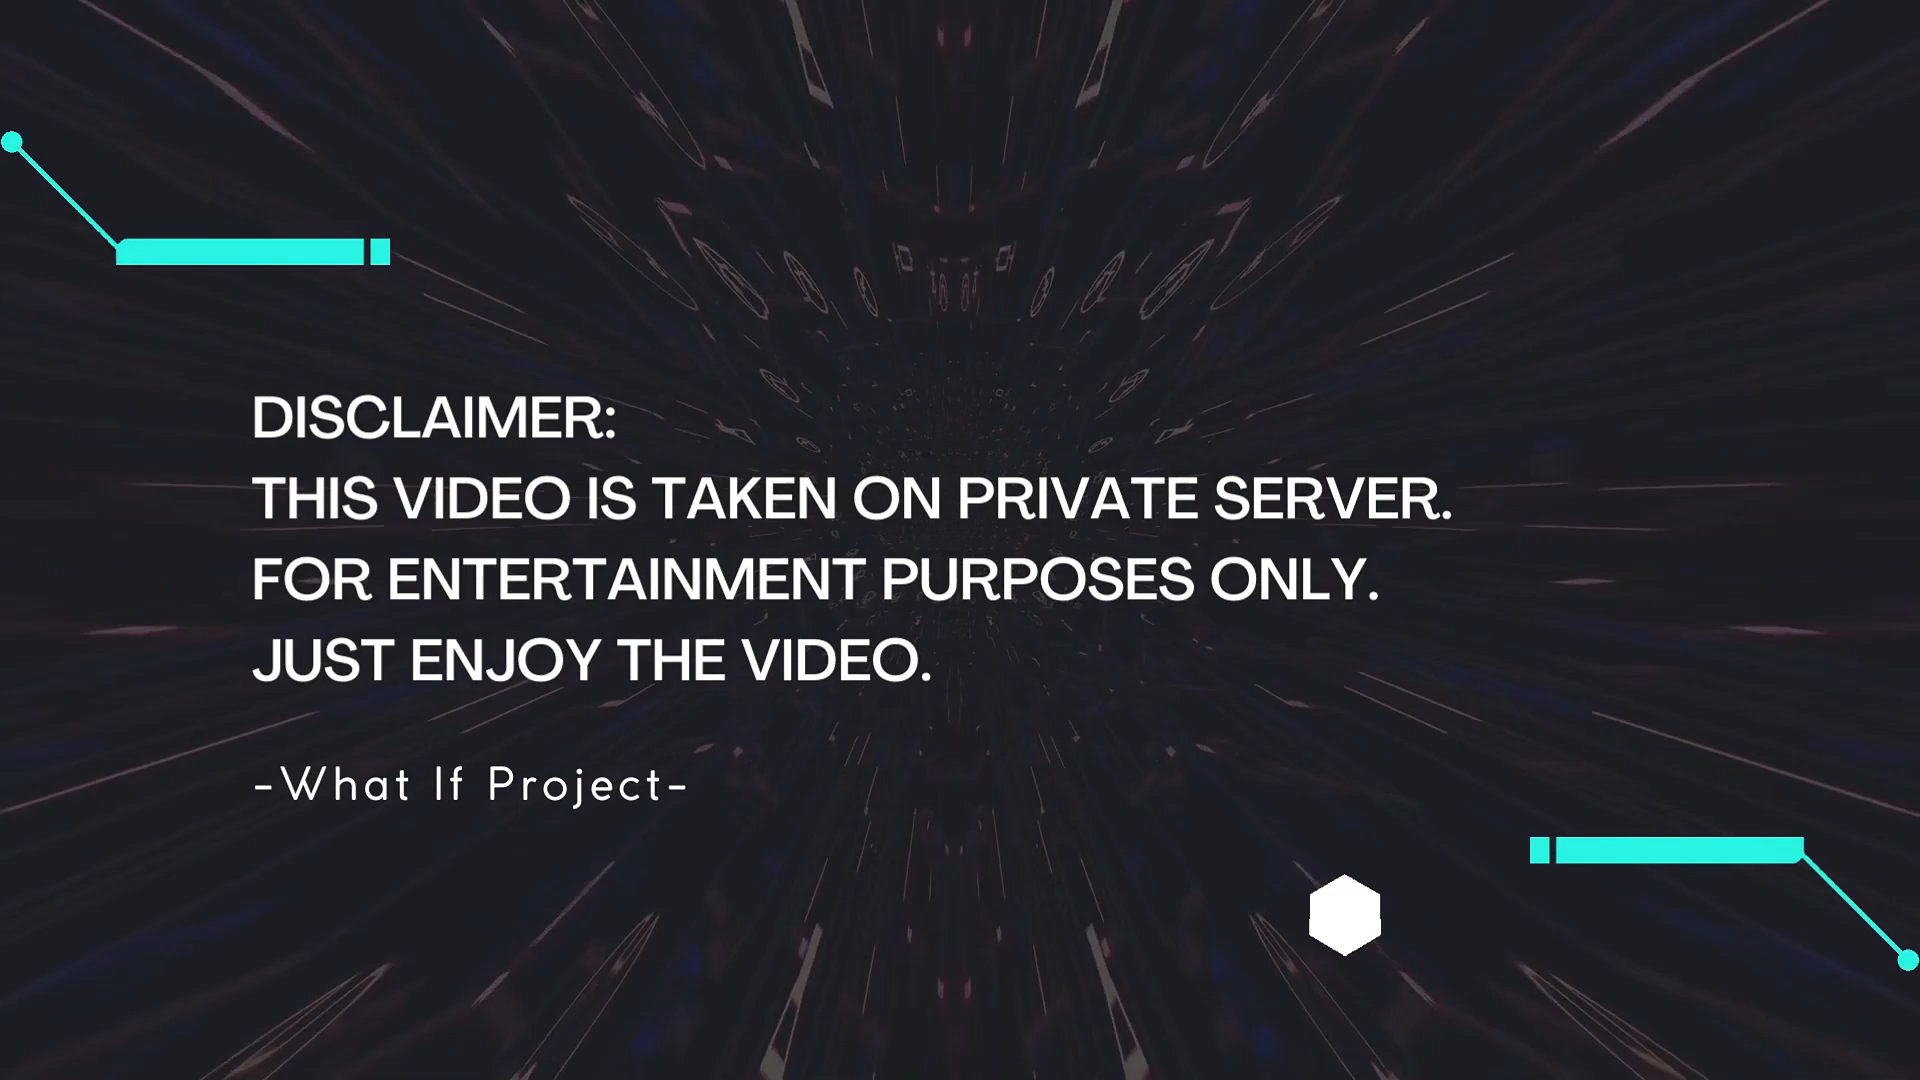 DISCLAIMER:
THIS VIDEO IS TAKEN ON PRIVATE SERVER.
FOR ENTERTAINMENT PURPOSES ONLY.
JUST ENJOY THE VIDEO.
-What If Project-